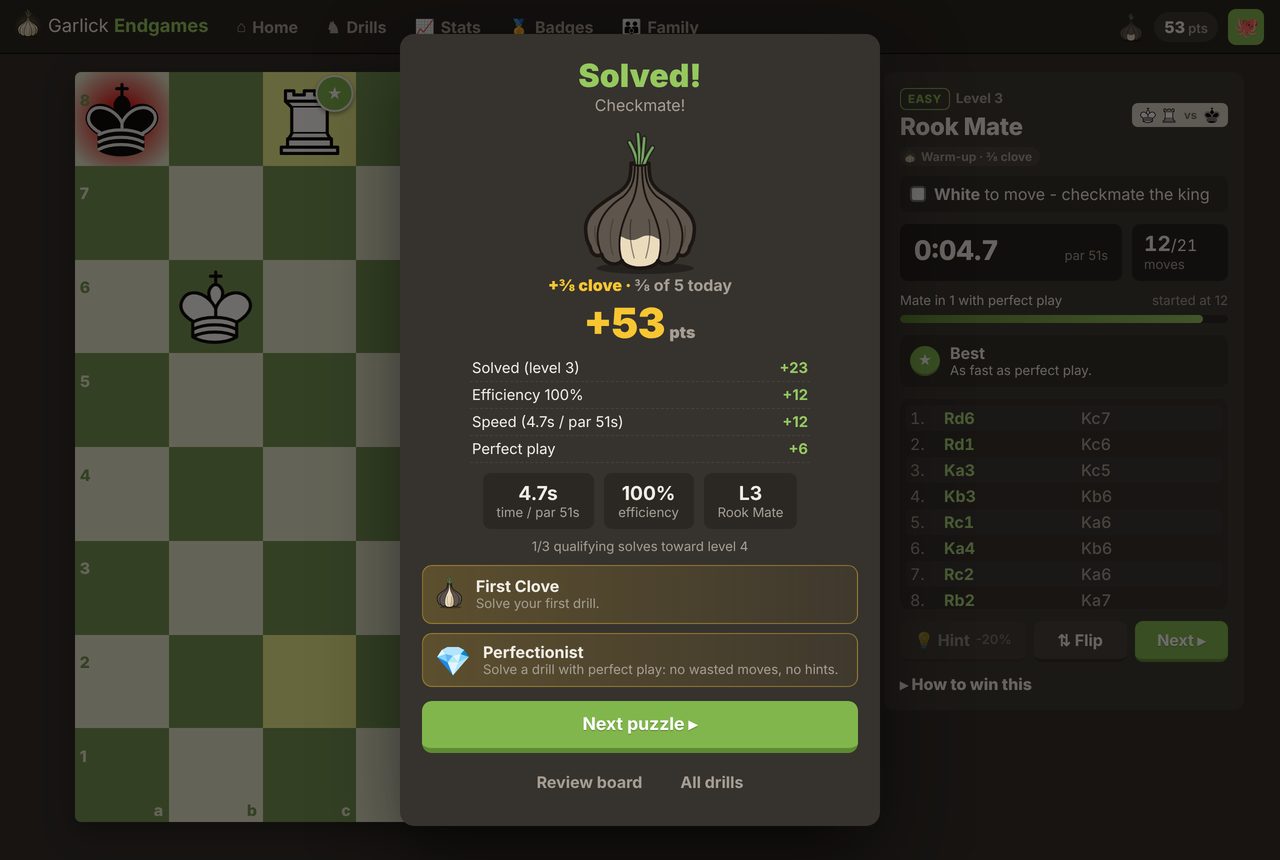 Garlick Endgames
Home
Drills
Stats
Badges
Family
53 pts
8
7
6
5
4
3
2
1
a
b
c
Solved!
Checkmate!
+⅜ clove · ⅜ of 5 today
+53 pts
Solved (level 3) +23
Efficiency 100% +12
Speed (4.7s / par 51s) +12
Perfect play +6
4.7s
time / par 51s
100%
efficiency
L3
Rook Mate
1/3 qualifying solves toward level 4
First Clove
Solve your first drill.
Perfectionist
Solve a drill with perfect play: no wasted moves, no hints.
Next puzzle ▸
Review board
All drills
EASY Level 3
Rook Mate
vs
Warm-up · ⅜ clove
White to move - checkmate the king
0:04.7 par 51s
12/21
moves
Mate in 1 with perfect play started at 12
Best
As fast as perfect play.
1. Rd6 Kc7
2. Rd1 Kc6
3. Ka3 Kc5
4. Kb3 Kb6
5. Rc1 Ka6
6. Ka4 Kb6
7. Rc2 Ka6
8. Rb2 Ka7
Hint -20%
Flip
Next ▸
▸ How to win this